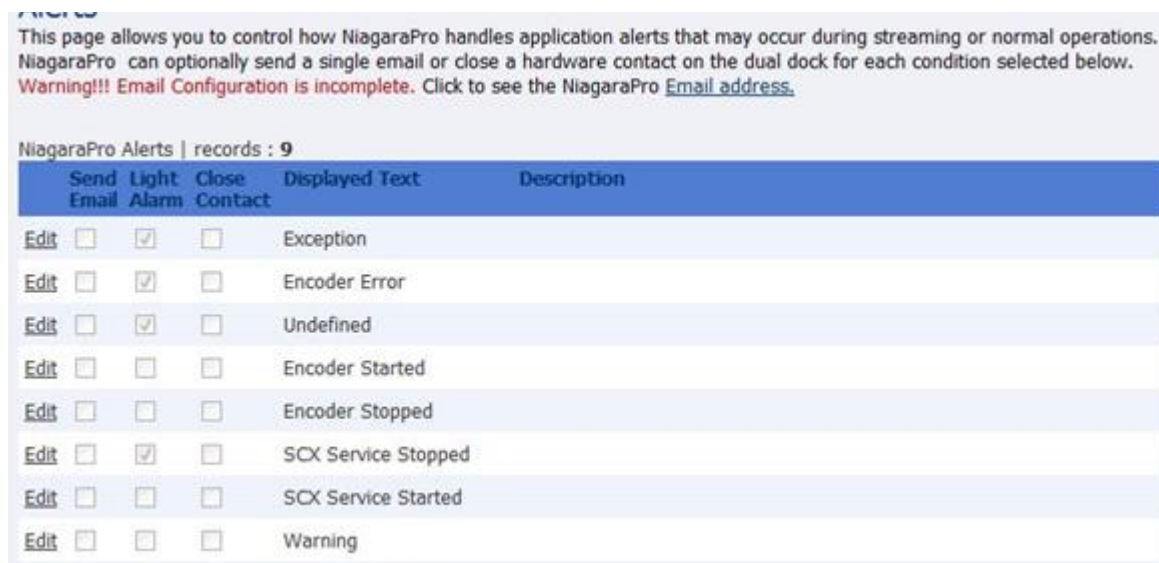 Alerts
This page allows you to control how NiagaraPro handles application alerts that may occur during streaming or normal operations.
NiagaraPro can optionally send a single email or close a hardware contact on the dual dock for each condition selected below.
Warning!!! Email Configuration is incomplete. Click to see the NiagaraPro Email address.
NiagaraPro Alerts | records : 9
Send Email Light Alarm Close Contact Displayed Text Description
Edit Exception
Edit Encoder Error
Edit Undefined
Edit Encoder Started
Edit Encoder Stopped
Edit SCX Service Stopped
Edit SCX Service Started
Edit Warning